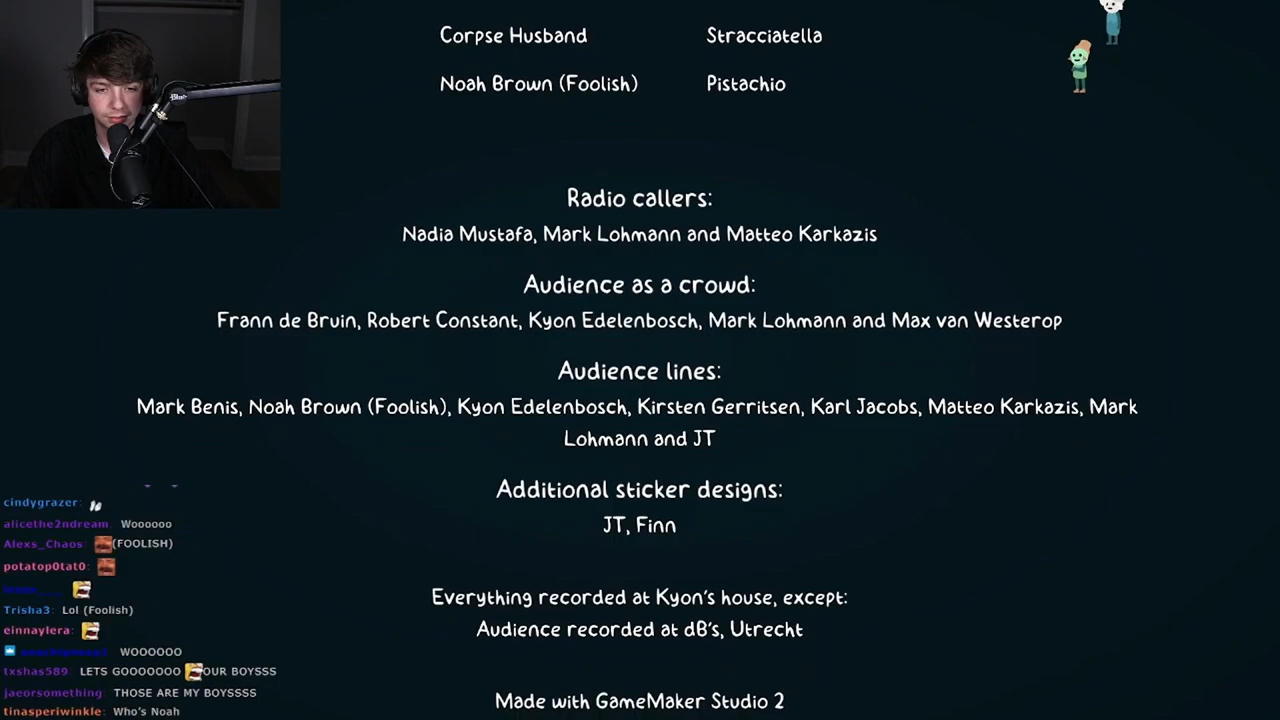 Corpse Husband Stracciatella
Noah Brown (Foolish) Pistachio
Radio callers:
Nadia Mustafa, Mark Lohmann and Matteo Karkazis
Audience as a crowd:
Frann de Bruin, Robert Constant, Kyon Edelenbosch, Mark Lohmann and Max van Westerop
Audience lines:
Mark Benis, Noah Brown (Foolish), Kyon Edelenbosch, Kirsten Gerritsen, Karl Jacobs, Matteo Karkazis, Mark
Lohmann and JT
Additional sticker designs:
JT, Finn
Everything recorded at Kyon's house, except:
Audience recorded at dB's, Utrecht
Made with GameMaker Studio 2
cindygrazer:
alicethe2ndream: Woooooo
Alexs_Chaos: (FOOLISH)
potatop0tat0:
Trisha3: Lol (Foolish)
einnaylera:
WOOOOOO
txshas589: LETS GOOOOOOO OUR BOYSSS
jaeorsomething: THOSE ARE MY BOYSSSS
tinasperiwinkle: Who's Noah